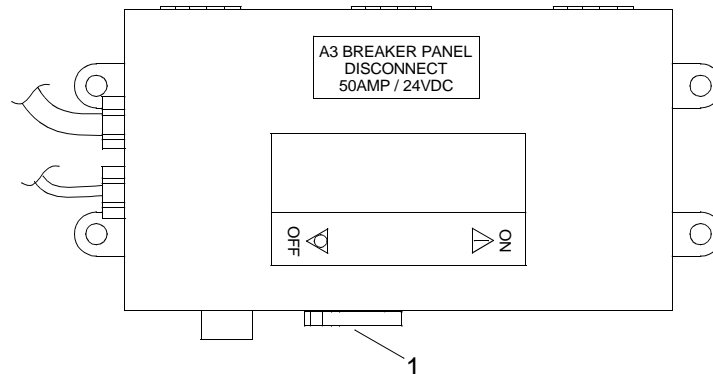 A3 BREAKER PANEL
DISCONNECT
50AMP / 24VDC
OFF
ON
1